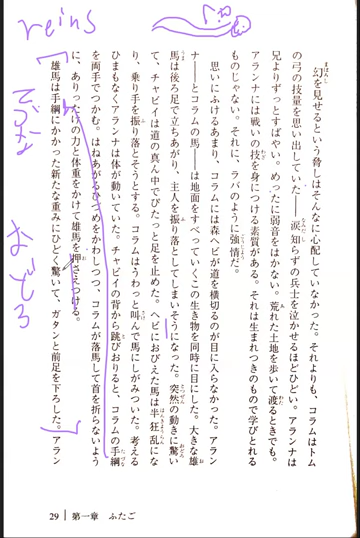 reins
たづな
おどろ
幻を見せるという脅しはそんなに心配していなかった。それよりも、コラムはトム
の弓の技量を思い出していた――涙知らずの兵士を泣かせるほどひどい。アランナは
兄よりずっとすばやい。めったに弱音をはかない。荒れた土地を歩いて渡るときでも。
アランナには戦いの技を身につける素質がある。それは生まれつきのもので学びとれる
ものじゃない。それに、ラバのように強情だ。
思いにふけるあまり、コラムには森ヘビが道を横切るのが目に入らなかった。アラン
ナ――とコラムの馬――は地面をすべっていくこの生き物を同時に目にした。大きな雄
馬は後ろ足で立ちあがり、主人を振り落としてしまいそうになった。突然の動きに驚い
て、チャビイは道の真ん中でぴたっと足を止めた。ヘビにおびえた馬は半狂乱にな
り、乗り手を振り落とそうとする。コラムはうわっと叫んで馬にしがみついた。考える
ひまもなくアランナは体が動いていた。チャビイの背から跳びおりると、コラムの手綱
を両手でつかむ。はねあがるひづめをかわしつつ、コラムが落馬して首を折らないよう
に、ありったけの力と体重をかけて雄馬を押さえつける。
雄馬は手綱にかかった新たな重みにひどく驚いて、ガタンと前足を下ろした。アラン
29 第一章 ふたご